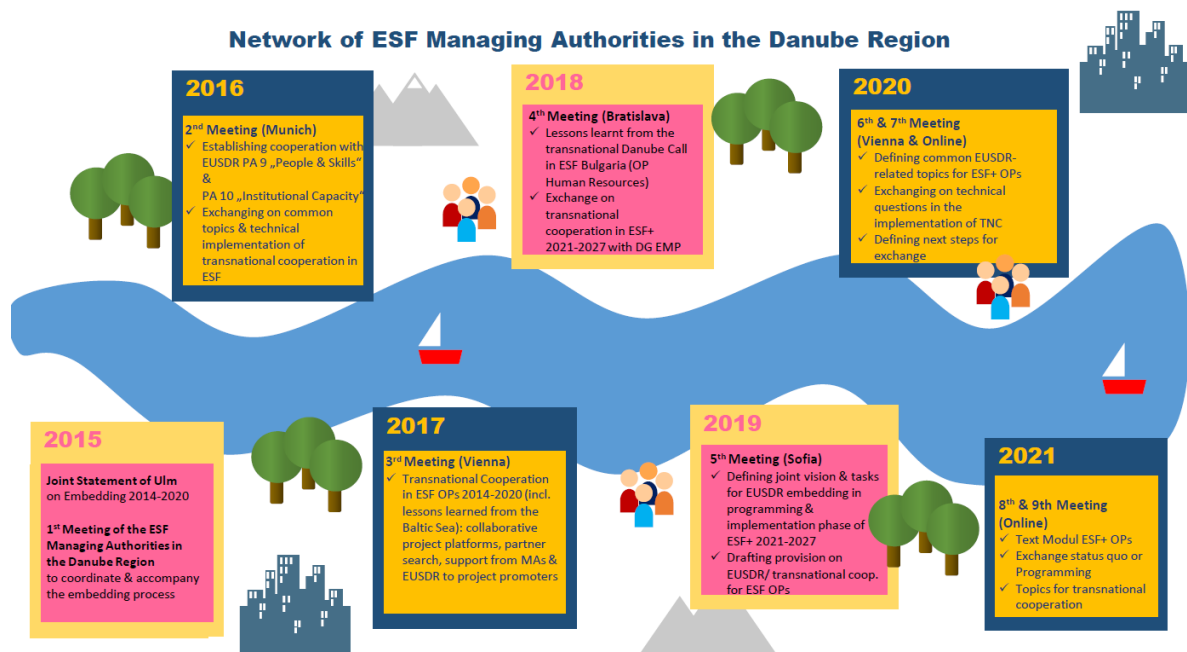 Network of ESF Managing Authorities in the Danube Region
2016
2nd Meeting (Munich)
✓ Establishing cooperation with
EUSDR PA 9 „People & Skills“
&
PA 10 „Institutional Capacity“
✓ Exchanging on common
topics & technical
implementation of
transnational cooperation in
ESF
2018
4th Meeting (Bratislava)
✓ Lessons learnt from the
transnational Danube Call
in ESF Bulgaria (OP
Human Resources)
✓ Exchange on
transnational
cooperation in ESF+
2021-2027 with DG EMP
2020
6th & 7th Meeting
(Vienna & Online)
✓ Defining common EUSDR-
related topics for ESF+ OPs
✓ Exchanging on technical
questions in the
implementation of TNC
✓ Defining next steps for
exchange
2015
Joint Statement of Ulm
on Embedding 2014-2020
1st Meeting of the ESF
Managing Authorities in
the Danube Region
to coordinate & accompany
the embedding process
2017
3rd Meeting (Vienna)
✓ Transnational Cooperation
in ESF OPs 2014-2020 (incl.
lessons learned from the
Baltic Sea): collaborative
project platforms, partner
search, support from MAs &
EUSDR to project promoters
2019
5th Meeting (Sofia)
✓ Defining joint vision & tasks
for EUSDR embedding in
programming &
implementation phase of
ESF+ 2021-2027
✓ Drafting provision on
EUSDR/ transnational coop.
for ESF OPs
2021
8th & 9th Meeting
(Online)
✓ Text Modul ESF+ OPs
✓ Exchange status quo or
Programming
✓ Topics for transnational
cooperation